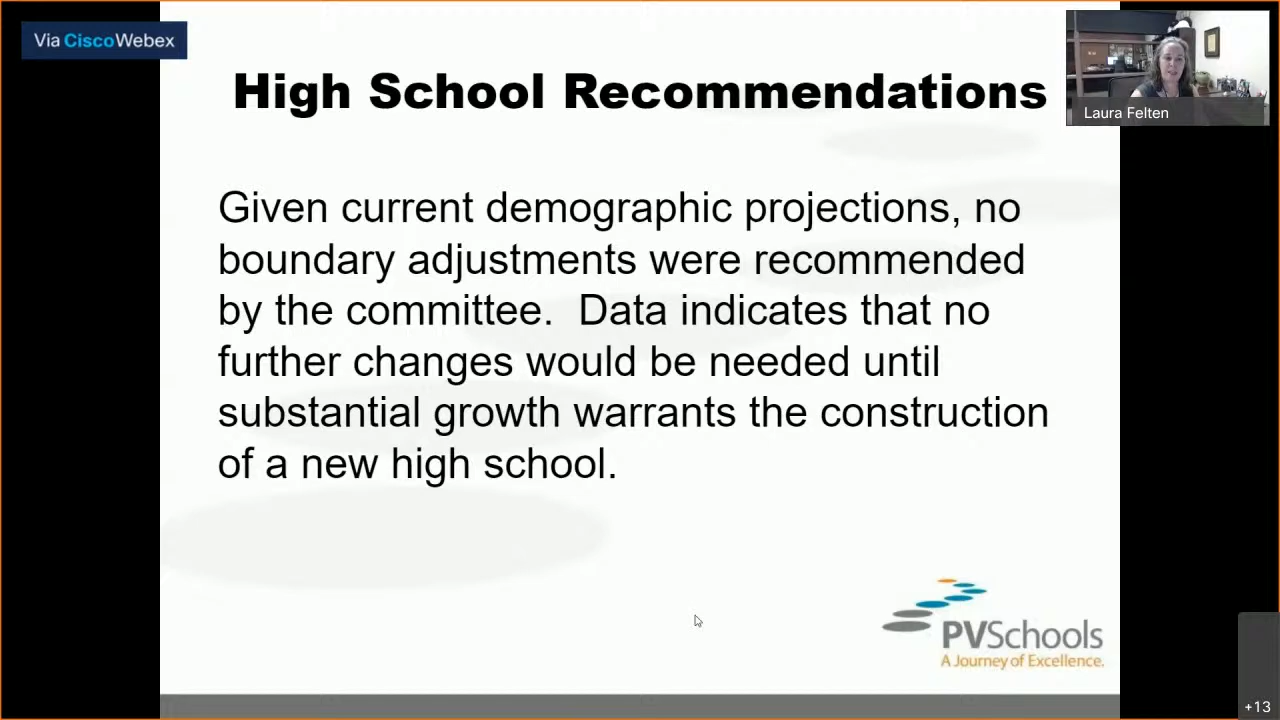 Via CiscoWebex
High School Recommendations
Laura Felten
Given current demographic projections, no
boundary adjustments were recommended
by the committee.  Data indicates that no
further changes would be needed until
substantial growth warrants the construction
of a new high school.
PVSchools
A Journey of Excellence.
+13